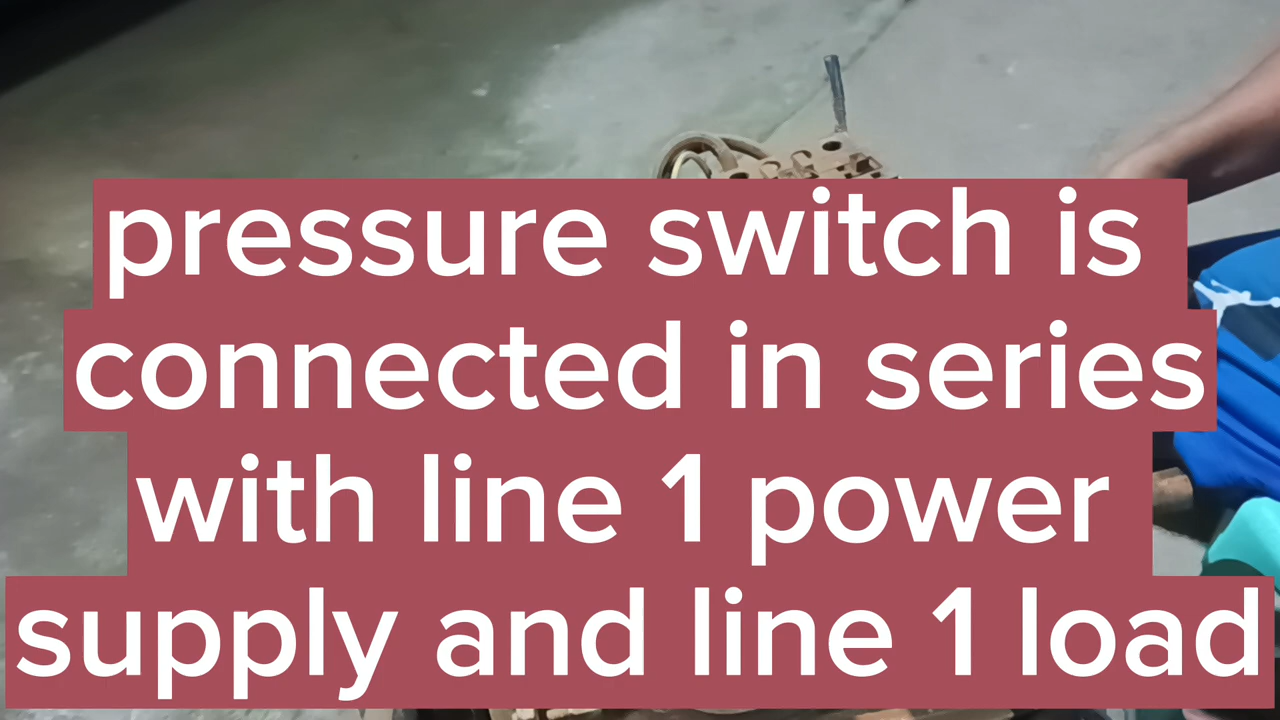 pressure switch is
connected in series
with line 1 power
supply and line 1 load